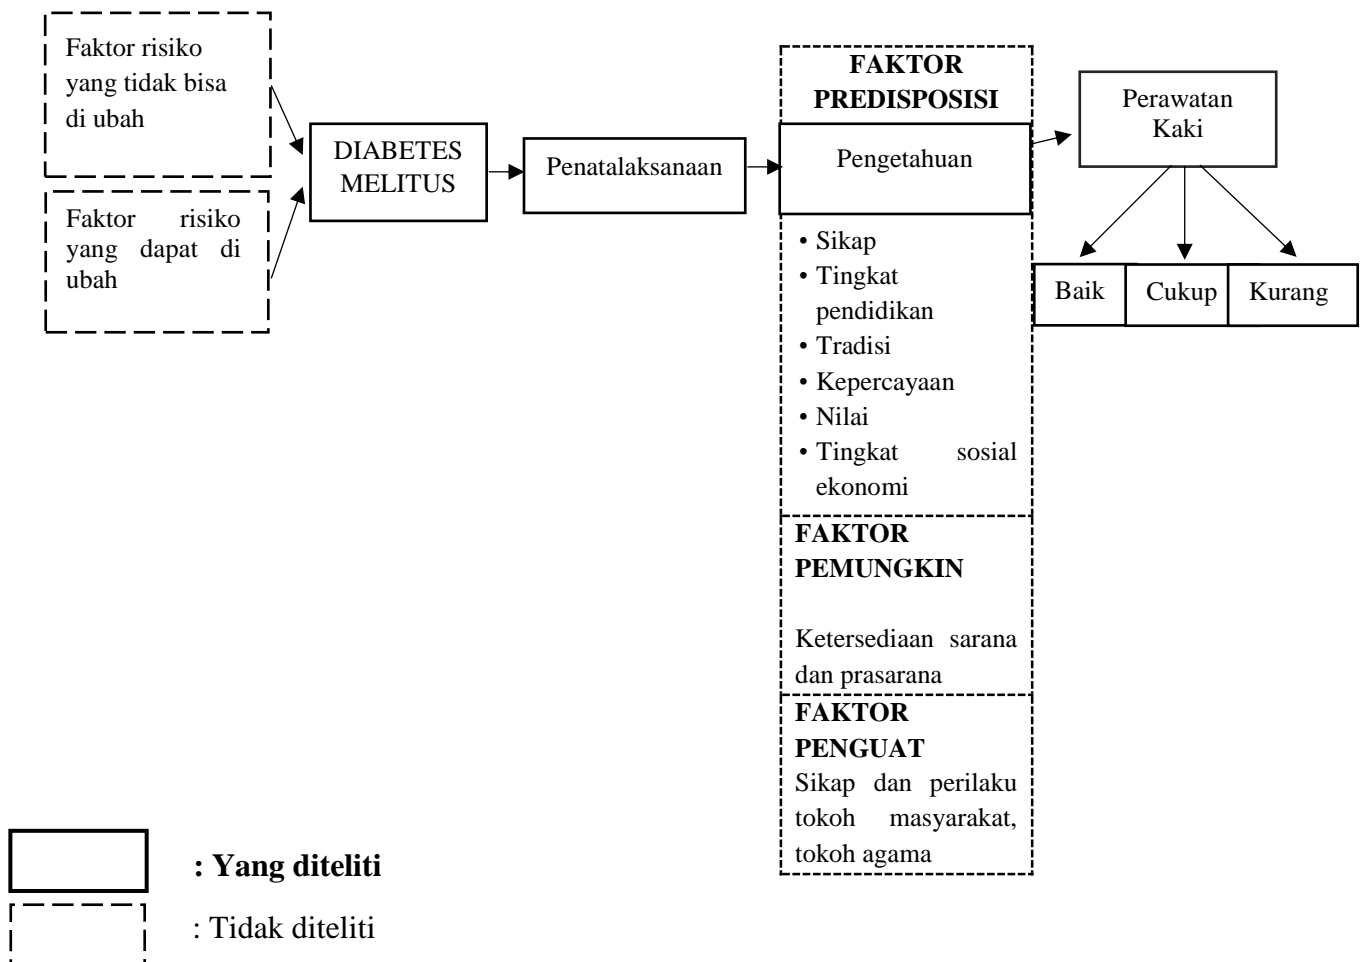 Faktor risiko
yang tidak bisa
di ubah
Faktor risiko
yang dapat di
ubah
DIABETES
MELITUS
Penatalaksanaan
FAKTOR
PREDISPOSISI
Pengetahuan
• Sikap
• Tingkat
pendidikan
• Tradisi
• Kepercayaan
• Nilai
• Tingkat sosial
ekonomi
FAKTOR
PEMUNGKIN
Ketersediaan sarana
dan prasarana
FAKTOR
PENGUAT
Sikap dan perilaku
tokoh masyarakat,
tokoh agama
Perawatan
Kaki
Baik
Cukup
Kurang
: Yang diteliti
: Tidak diteliti